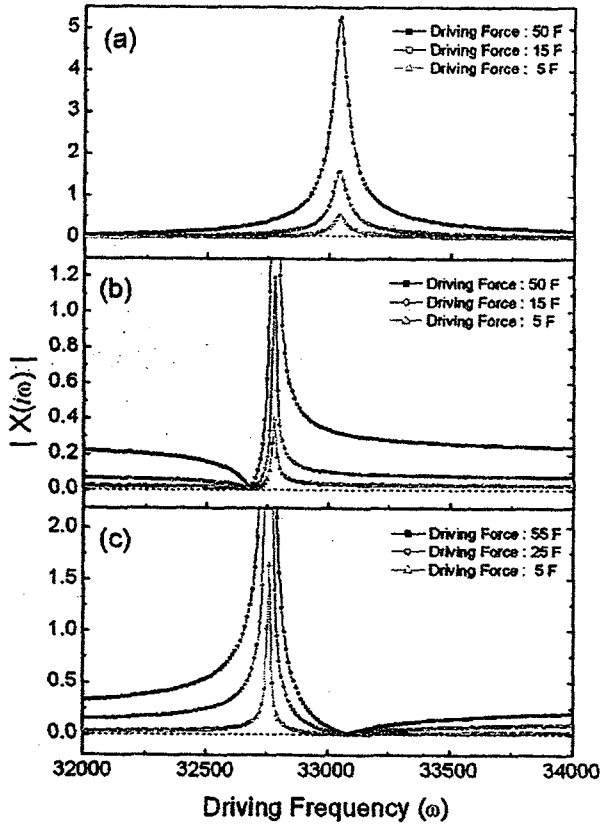 (a)
Driving Force : 50 F
Driving Force : 15 F
Driving Force : 5 F
5
4
3
2
1
0
(b)
Driving Force : 50 F
Driving Force : 15 F
Driving Force : 5 F
1.2
1.0
0.8
0.6
0.4
0.2
0.0
| X(iω) |
(c)
Driving Force : 55 F
Driving Force : 25 F
Driving Force : 5 F
2.0
1.5
1.0
0.5
0.0
32000 32500 33000 33500 34000
Driving Frequency (ω)